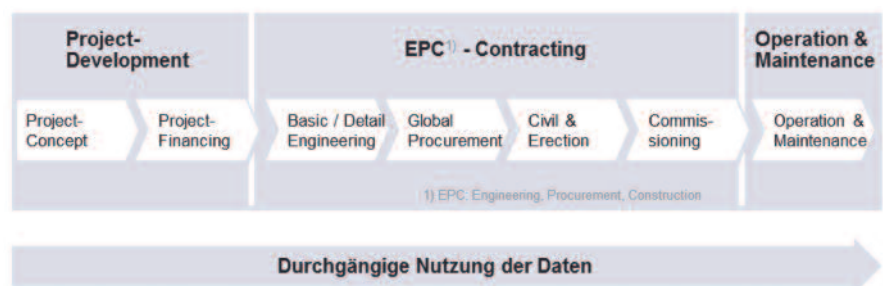 Project-
Development
EPC1) - Contracting
Operation &
Maintenance
Project-
Concept
Project-
Financing
Basic / Detail
Engineering
Global
Procurement
Civil &
Erection
Commis-
sioning
Operation &
Maintenance
1) EPC: Engineering, Procurement, Construction
Durchgängige Nutzung der Daten